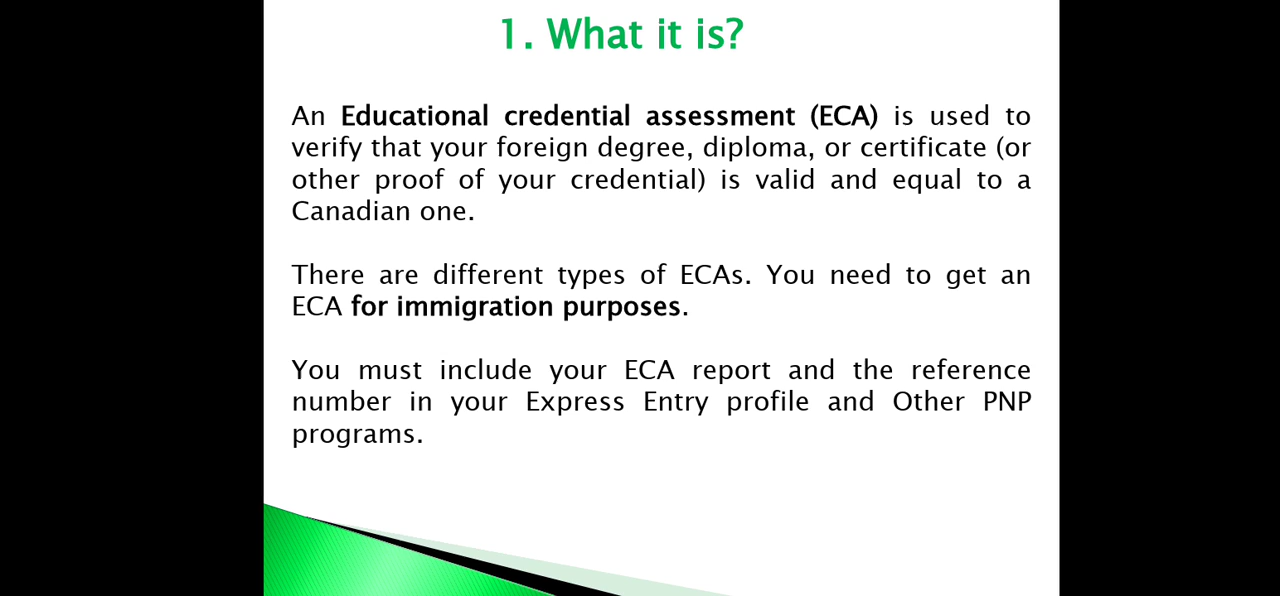 1. What it is?
An Educational credential assessment (ECA) is used to
verify that your foreign degree, diploma, or certificate (or
other proof of your credential) is valid and equal to a
Canadian one.
There are different types of ECAs. You need to get an
ECA for immigration purposes.
You must include your ECA report and the reference
number in your Express Entry profile and Other PNP
programs.